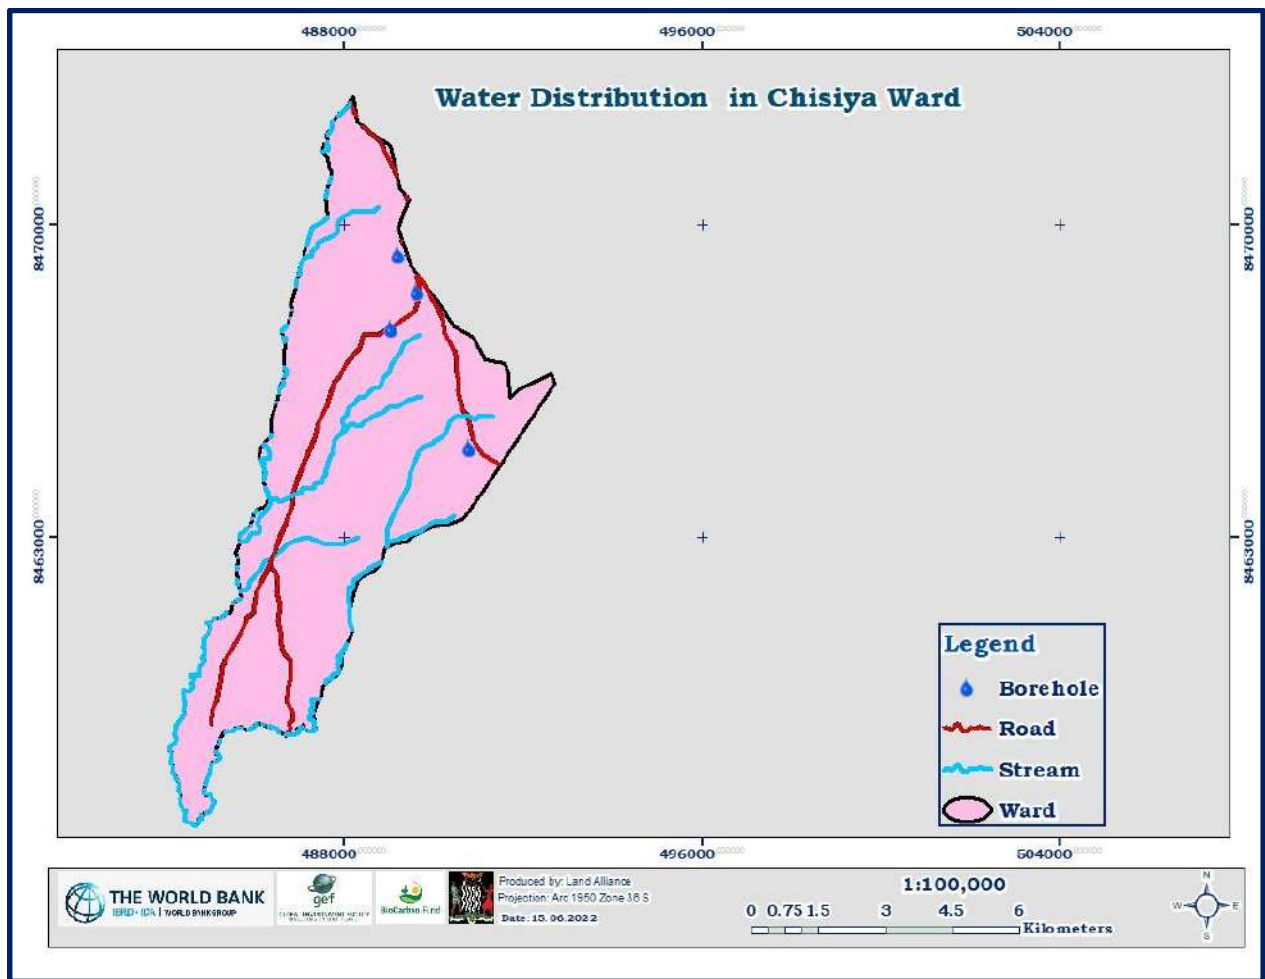 488000 496000 504000
Water Distribution in Chisiya Ward
8470000 8470000
8463000 8463000
Legend
Borehole
Road
Stream
Ward
488000 496000 504000
THE WORLD BANK
IBRD • IDA | WORLD BANK GROUP
gef
BioCarbon Fund
Produced by: Land Alliance
Projection: Arc 1950 Zone 36 S
Date: 15.06.2022
1:100,000
0 0.75 1.5 3 4.5 6
Kilometers
N
W E
S